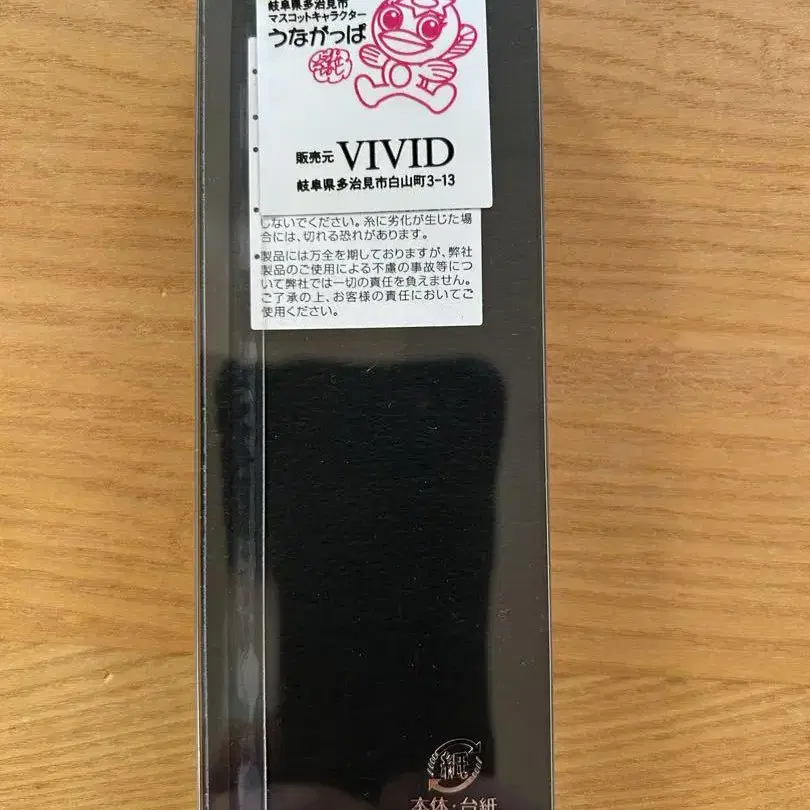 岐阜県多治見市
マスコットキャラクター
うながっぱ
販売元 VIVID
岐阜県多治見市白山町3-13
しないでください。糸に劣化が生じた場
合には、切れる恐れがあります。
•製品には万全を期しておりますが、弊社
製品のご使用による不慮の事故等につ
いて弊社では一切の責任を負えません。
ご了承の上、お客様の責任においてご
使用ください。
本体・台紙